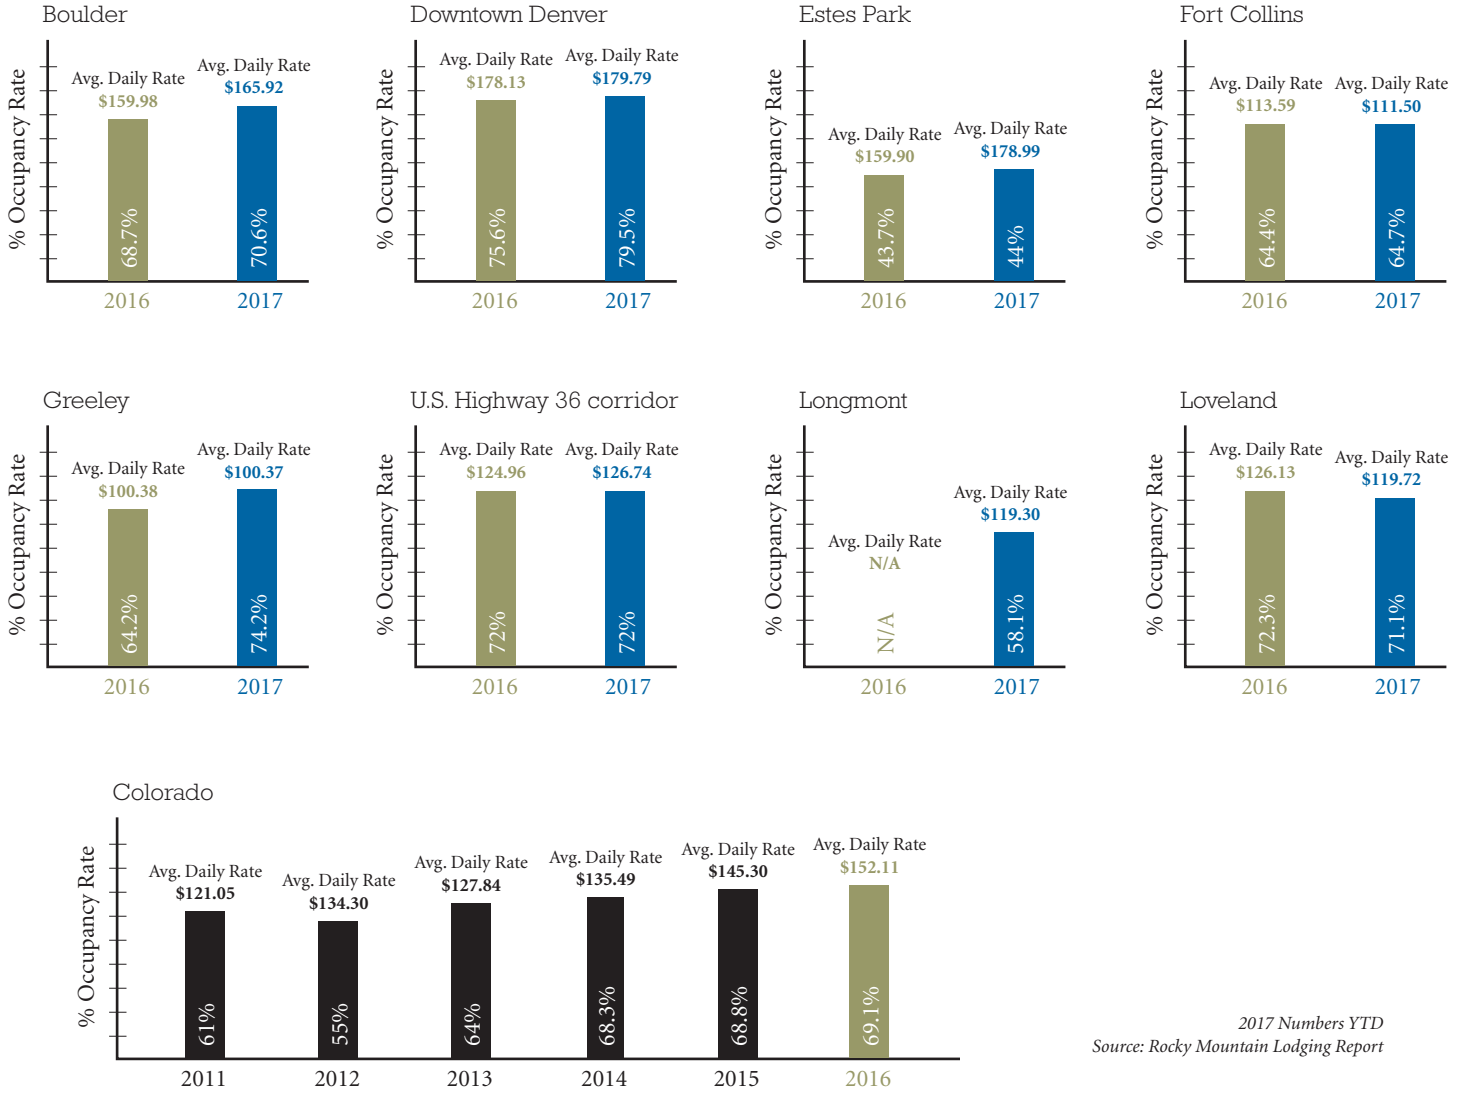 Boulder
% Occupancy Rate
Avg. Daily Rate
$159.98
68.7%
2016
Avg. Daily Rate
$165.92
70.6%
2017
Downtown Denver
% Occupancy Rate
Avg. Daily Rate
$178.13
75.6%
2016
Avg. Daily Rate
$179.79
79.5%
2017
Estes Park
% Occupancy Rate
Avg. Daily Rate
$159.90
43.7%
2016
Avg. Daily Rate
$178.99
44%
2017
Fort Collins
% Occupancy Rate
Avg. Daily Rate
$113.59
64.4%
2016
Avg. Daily Rate
$111.50
64.7%
2017
Greeley
% Occupancy Rate
Avg. Daily Rate
$100.38
64.2%
2016
Avg. Daily Rate
$100.37
74.2%
2017
U.S. Highway 36 corridor
% Occupancy Rate
Avg. Daily Rate
$124.96
72%
2016
Avg. Daily Rate
$126.74
72%
2017
Longmont
% Occupancy Rate
Avg. Daily Rate
N/A
N/A
2016
Avg. Daily Rate
$119.30
58.1%
2017
Loveland
% Occupancy Rate
Avg. Daily Rate
$126.13
72.3%
2016
Avg. Daily Rate
$119.72
71.1%
2017
Colorado
% Occupancy Rate
Avg. Daily Rate
$121.05
61%
2011
Avg. Daily Rate
$134.30
55%
2012
Avg. Daily Rate
$127.84
64%
2013
Avg. Daily Rate
$135.49
68.3%
2014
Avg. Daily Rate
$145.30
68.8%
2015
Avg. Daily Rate
$152.11
69.1%
2016
2017 Numbers YTD
Source: Rocky Mountain Lodging Report